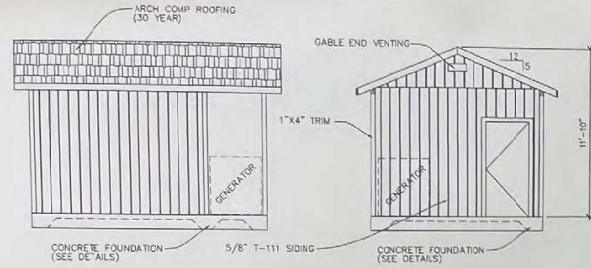 ARCH COMP ROOFING
(30 YEAR)
GABLE END VENTING
12
5
1"X4" TRIM
11'-10"
GENERATOR
GENERATOR
CONCRETE FOUNDATION
(SEE DETAILS)
5/8" T-111 SIDING
CONCRETE FOUNDATION
(SEE DETAILS)